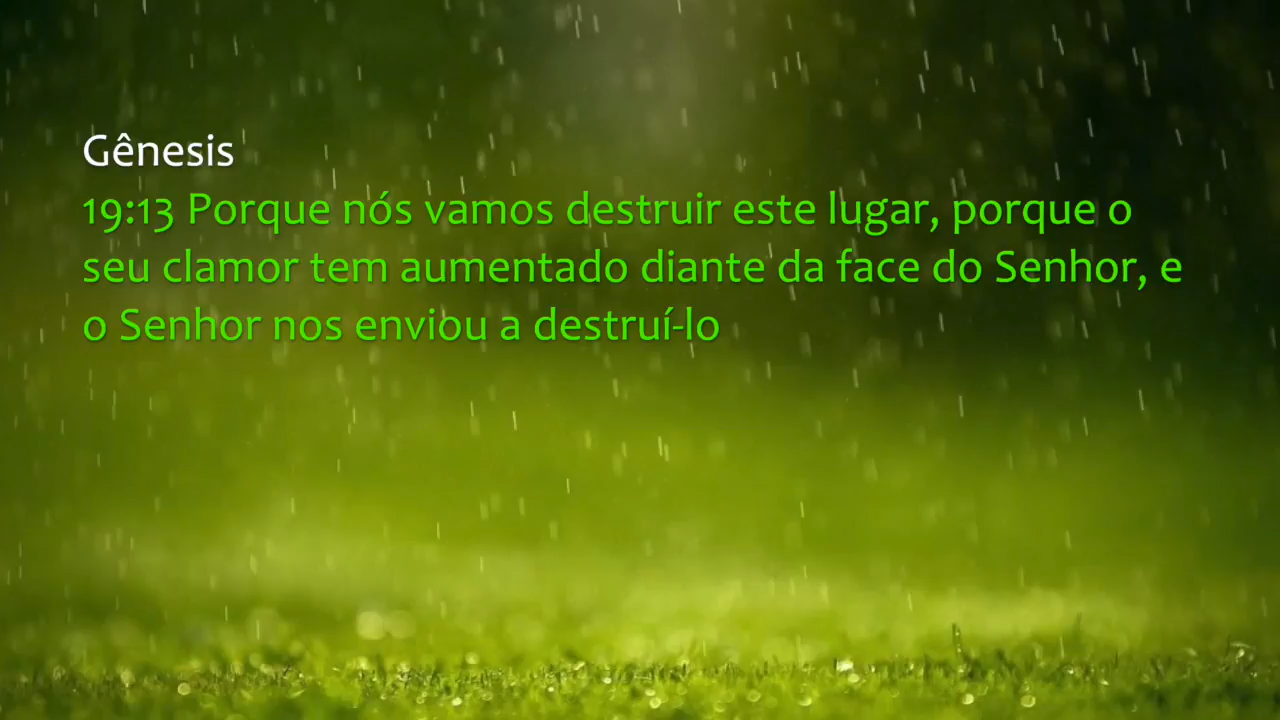 Gênesis
19:13 Porque nós vamos destruir este lugar, porque o
seu clamor tem aumentado diante da face do Senhor, e
o Senhor nos enviou a destruí-lo